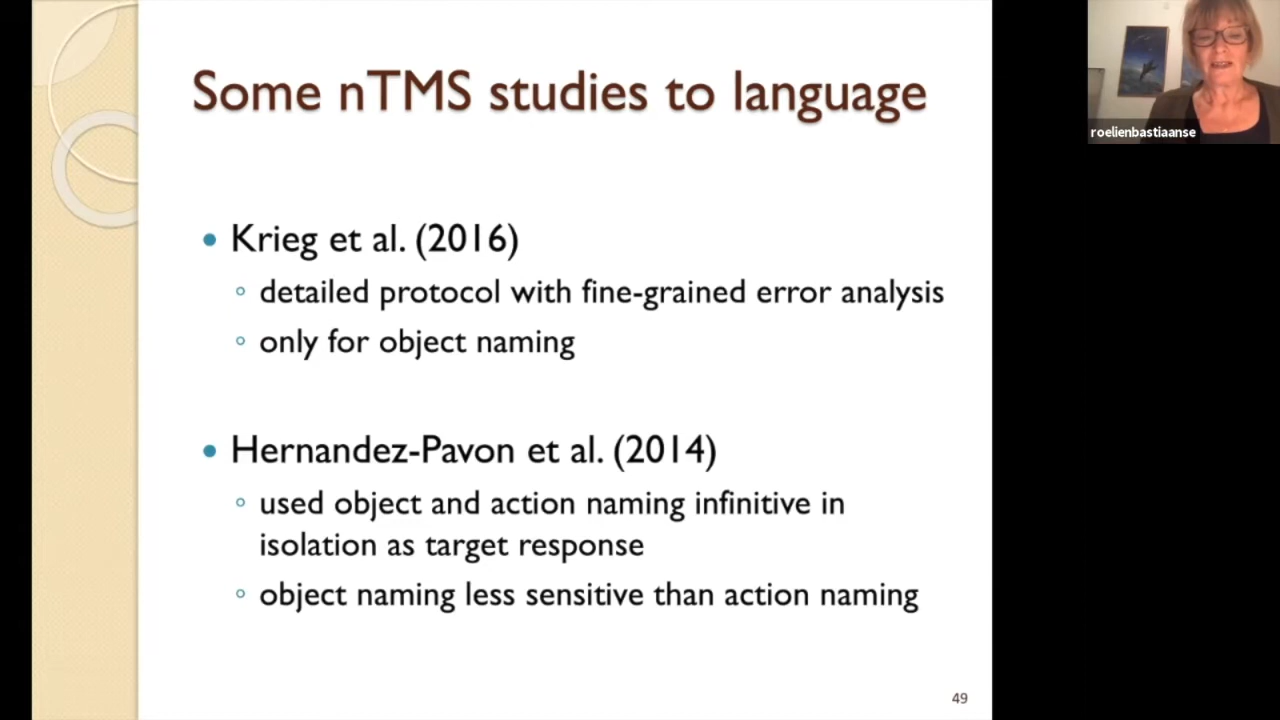 Some nTMS studies to language
roelienbastiaanse
• Krieg et al. (2016)
◦ detailed protocol with fine-grained error analysis
◦ only for object naming
• Hernandez-Pavon et al. (2014)
◦ used object and action naming infinitive in
isolation as target response
◦ object naming less sensitive than action naming
49